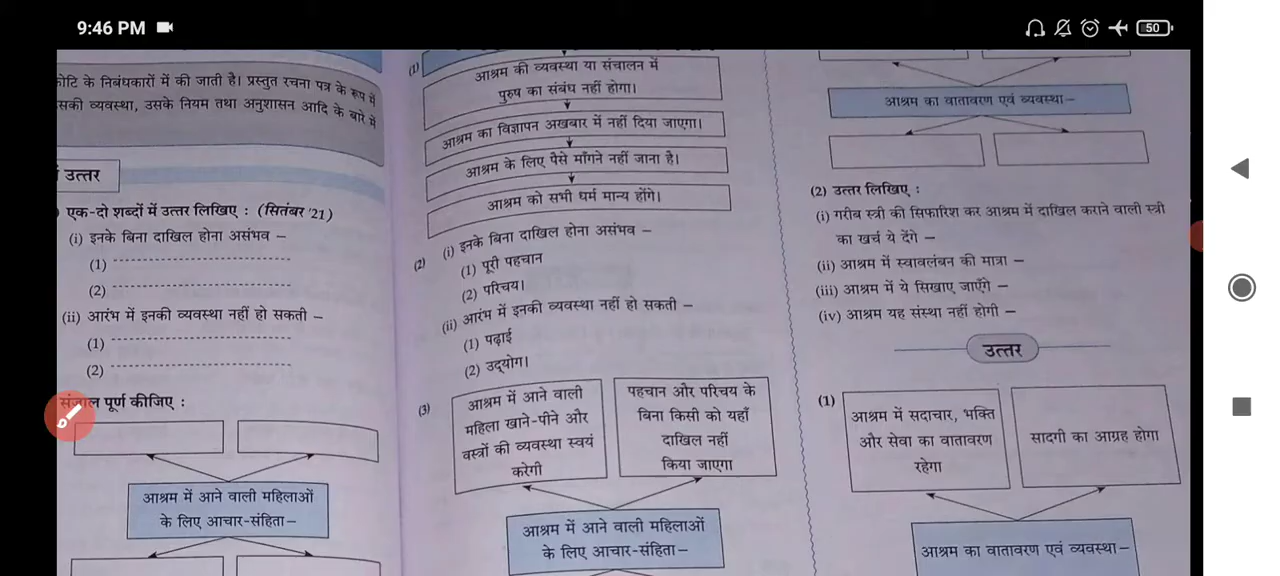 9:46 PM
50
कोटि के निबंधकारों में की जाती है। प्रस्तुत रचना पत्र के रूप में
सकी व्यवस्था, उसके नियम तथा अनुशासन आदि के बारे में
उत्तर
एक-दो शब्दों में उत्तर लिखिए : (सितंबर '21)
(i) इनके बिना दाखिल होना असंभव –
(1) ----------------
(2) ----------------
(ii) आरंभ में इनकी व्यवस्था नहीं हो सकती –
(1) ----------------
(2) ----------------
संजाल पूर्ण कीजिए :
आश्रम में आने वाली महिलाओं
के लिए आचार-संहिता–
(1)
आश्रम की व्यवस्था या संचालन में
पुरुष का संबंध नहीं होगा।
आश्रम का विज्ञापन अखबार में नहीं दिया जाएगा।
आश्रम के लिए पैसे माँगने नहीं जाना है।
आश्रम को सभी धर्म मान्य होंगे।
(2) (i) इनके बिना दाखिल होना असंभव –
(1) पूरी पहचान
(2) परिचय।
(ii) आरंभ में इनकी व्यवस्था नहीं हो सकती –
(1) पढ़ाई
(2) उद्‌योग।
(3)
आश्रम में आने वाली
महिला खाने-पीने और
वस्त्रों की व्यवस्था स्वयं
करेगी
पहचान और परिचय के
बिना किसी को यहाँ
दाखिल नहीं
किया जाएगा
आश्रम में आने वाली महिलाओं
के लिए आचार-संहिता–
आश्रम का वातावरण एवं व्यवस्था–
(2) उत्तर लिखिए :
(i) गरीब स्त्री की सिफारिश कर आश्रम में दाखिल कराने वाली स्त्री
का खर्च ये देंगे –
(ii) आश्रम में स्वावलंबन की मात्रा –
(iii) आश्रम में ये सिखाए जाएँगे –
(iv) आश्रम यह संस्था नहीं होगी –
उत्तर
(1)
आश्रम में सदाचार, भक्ति
और सेवा का वातावरण
रहेगा
सादगी का आग्रह होगा
आश्रम का वातावरण एवं व्यवस्था–